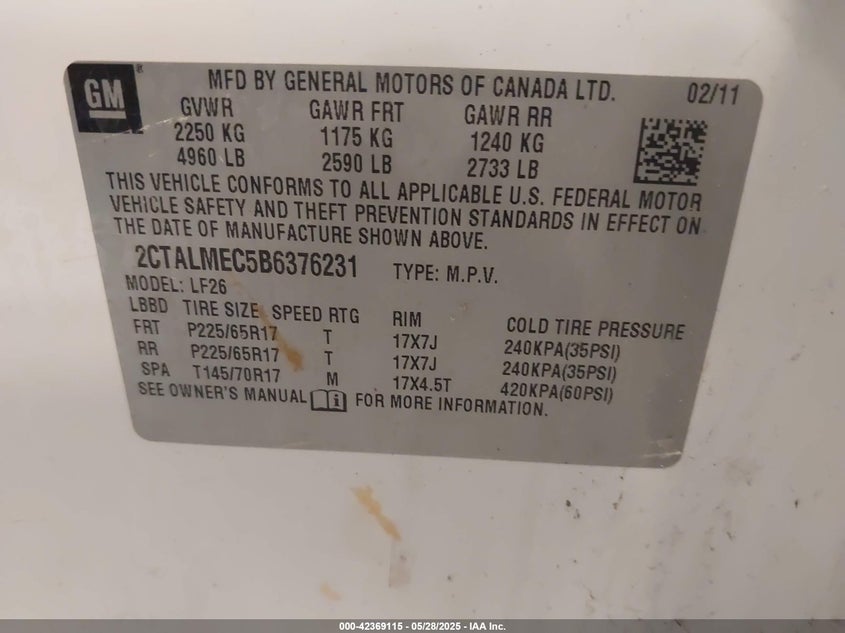 GM
MFD BY GENERAL MOTORS OF CANADA LTD. 02/11
GVWR GAWR FRT GAWR RR
2250 KG 1175 KG 1240 KG
4960 LB 2590 LB 2733 LB
THIS VEHICLE CONFORMS TO ALL APPLICABLE U.S. FEDERAL MOTOR
VEHICLE SAFETY AND THEFT PREVENTION STANDARDS IN EFFECT ON
THE DATE OF MANUFACTURE SHOWN ABOVE.
2CTALMEC5B6376231 TYPE: M.P.V.
MODEL: LF26
LBBD TIRE SIZE SPEED RTG RIM COLD TIRE PRESSURE
FRT P225/65R17 T 17X7J 240KPA(35PSI)
RR P225/65R17 T 17X7J 240KPA(35PSI)
SPA T145/70R17 M 17X4.5T 420KPA(60PSI)
SEE OWNER'S MANUAL i FOR MORE INFORMATION.
000-42369115 - 05/28/2025 - IAA Inc.